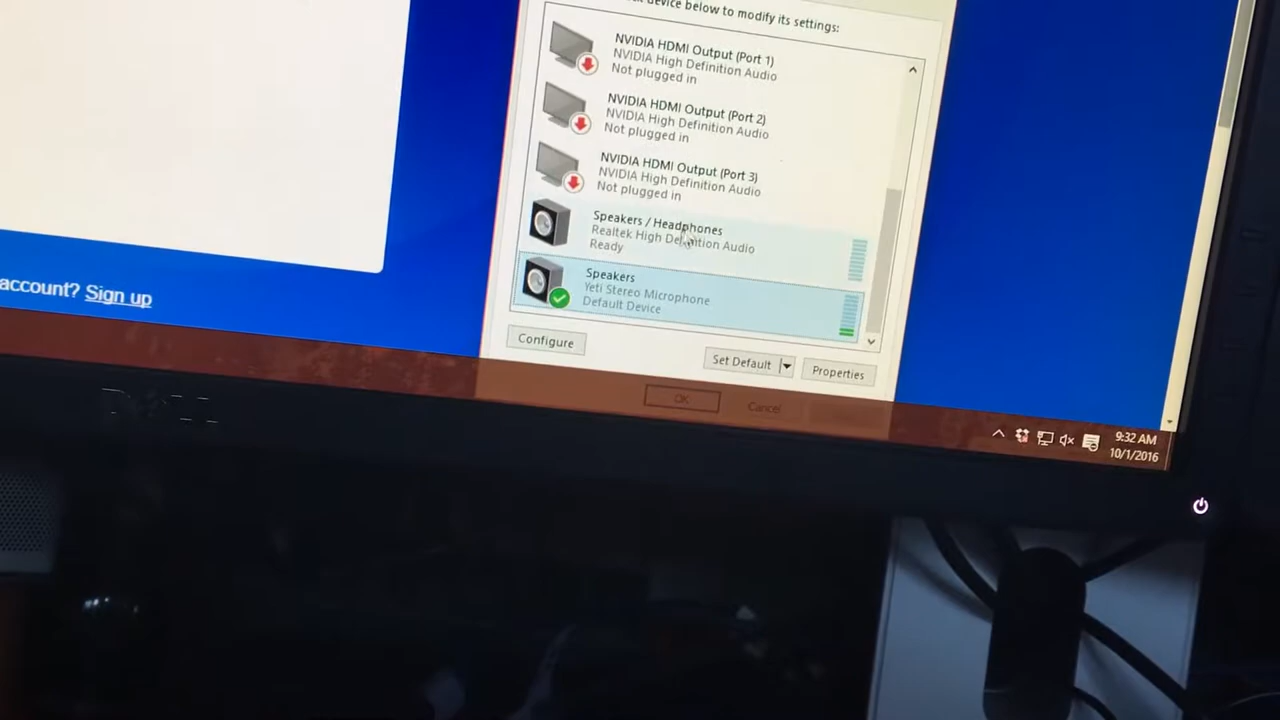 device below to modify its settings:
NVIDIA HDMI Output (Port 1)
NVIDIA High Definition Audio
Not plugged in
NVIDIA HDMI Output (Port 2)
NVIDIA High Definition Audio
Not plugged in
NVIDIA HDMI Output (Port 3)
NVIDIA High Definition Audio
Not plugged in
Speakers / Headphones
Realtek High Definition Audio
Ready
Speakers
Yeti Stereo Microphone
Default Device
account? Sign up
Configure
Set Default
Properties
OK
Cancel
9:32 AM
10/1/2016
DELL